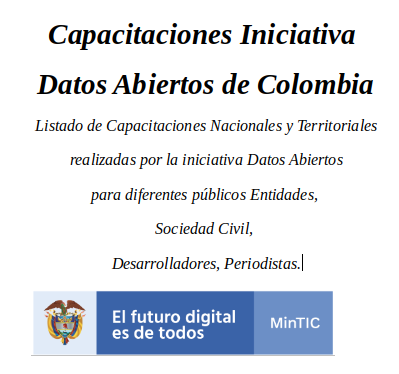 Capacitaciones Iniciativa
Datos Abiertos de Colombia
Listado de Capacitaciones Nacionales y Territoriales
realizadas por la iniciativa Datos Abiertos
para diferentes públicos Entidades,
Sociedad Civil,
Desarrolladores, Periodistas.
El futuro digital
es de todos
MinTIC